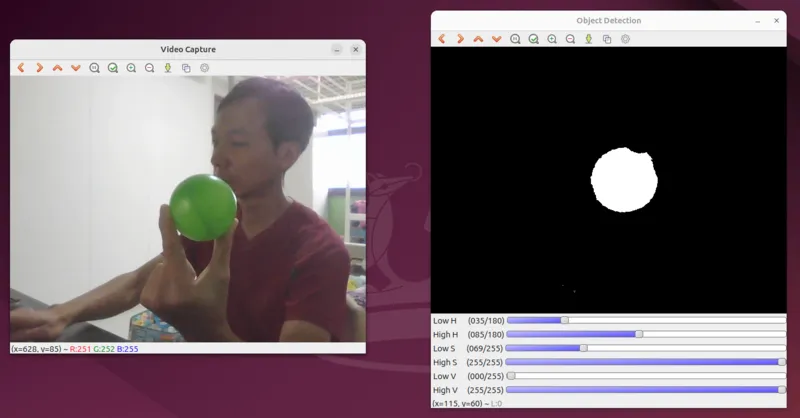 Video Capture
(x=628, y=85) ~ R:251 G:252 B:255
Object Detection
Low H (035/180)
High H (085/180)
Low S (069/255)
High S (255/255)
Low V (000/255)
High V (255/255)
(x=115, y=60) ~ L:0